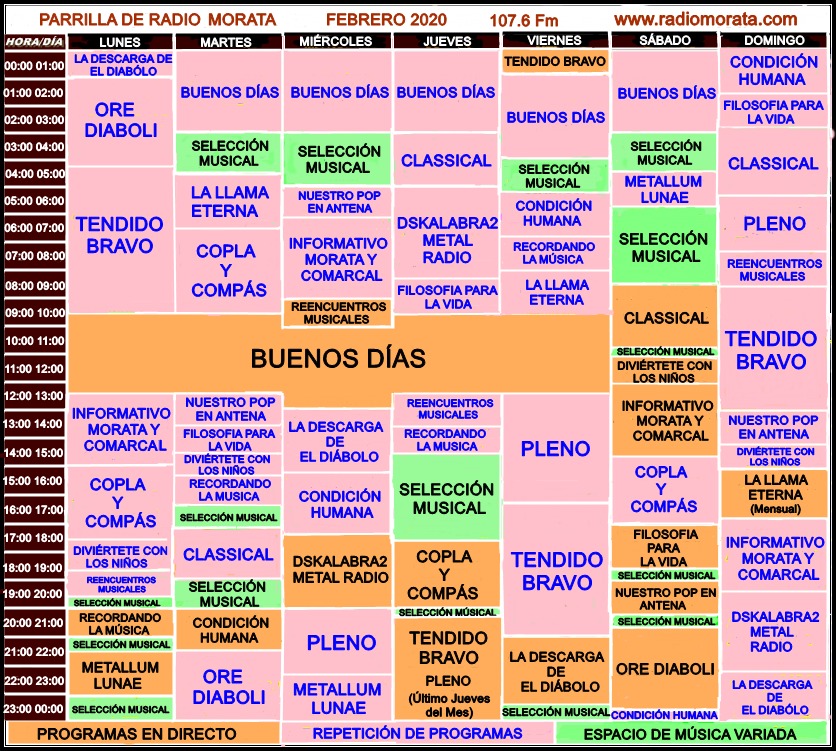 PARRILLA DE RADIO MORATA FEBRERO 2020 107.6 Fm www.radiomorata.com
HORA/DÍA LUNES MARTES MIÉRCOLES JUEVES VIERNES SÁBADO DOMINGO
00:00 01:00
01:00 02:00
02:00 03:00
03:00 04:00
04:00 05:00
05:00 06:00
06:00 07:00
07:00 08:00
08:00 09:00
09:00 10:00
10:00 11:00
11:00 12:00
12:00 13:00
13:00 14:00
14:00 15:00
15:00 16:00
16:00 17:00
17:00 18:00
18:00 19:00
19:00 20:00
20:00 21:00
21:00 22:00
22:00 23:00
23:00 00:00
LA DESCARGA DE
EL DIABÓLO
ORE
DIABOLI
TENDIDO
BRAVO
BUENOS DÍAS
INFORMATIVO
MORATA Y
COMARCAL
COPLA
Y
COMPÁS
DIVIÉRTETE CON
LOS NIÑOS
REENCUENTROS
MUSICALES
SELECCIÓN MUSICAL
RECORDANDO
LA MÚSICA
SELECCIÓN MUSICAL
METALLUM
LUNAE
SELECCIÓN MUSICAL
BUENOS DÍAS
SELECCIÓN
MUSICAL
LA LLAMA
ETERNA
COPLA
Y
COMPÁS
NUESTRO POP
EN ANTENA
FILOSOFIA PARA
LA VIDA
DIVIÉRTETE CON
LOS NIÑOS
RECORDANDO
LA MUSICA
SELECCIÓN MUSICAL
CLASSICAL
SELECCIÓN
MUSICAL
CONDICIÓN
HUMANA
ORE
DIABOLI
BUENOS DÍAS
SELECCIÓN
MUSICAL
NUESTRO POP
EN ANTENA
INFORMATIVO
MORATA Y
COMARCAL
REENCUENTROS
MUSICALES
LA DESCARGA
DE
EL DIÁBOLO
CONDICIÓN
HUMANA
DSKALABRA2
METAL RADIO
PLENO
METALLUM
LUNAE
BUENOS DÍAS
CLASSICAL
DSKALABRA2
METAL
RADIO
FILOSOFIA PARA
LA VIDA
REENCUENTROS
MUSICALES
RECORDANDO
LA MUSICA
SELECCIÓN
MUSICAL
COPLA
Y
COMPÁS
SELECCIÓN MÚSICAL
TENDIDO
BRAVO
PLENO
(Último Jueves
del Mes)
TENDIDO BRAVO
BUENOS DÍAS
SELECCIÓN
MUSICAL
CONDICIÓN
HUMANA
RECORDANDO
LA MÚSICA
LA LLAMA
ETERNA
PLENO
TENDIDO
BRAVO
LA DESCARGA
DE
EL DIÁBOLO
SELECCIÓN MUSICAL
BUENOS DÍAS
SELECCIÓN
MUSICAL
METALLUM
LUNAE
SELECCIÓN
MUSICAL
CLASSICAL
SELECCIÓN MUSICAL
DIVIÉRTETE CON
LOS NIÑOS
INFORMATIVO
MORATA Y
COMARCAL
COPLA
Y
COMPÁS
FILOSOFIA
PARA
LA VIDA
SELECCIÓN MUSICAL
NUESTRO POP EN
ANTENA
SELECCIÓN MUSICAL
ORE DIABOLI
CONDICIÓN HUMANA
CONDICIÓN
HUMANA
FILOSOFIA PARA
LA VIDA
CLASSICAL
PLENO
REENCUENTROS
MUSICALES
TENDIDO
BRAVO
NUESTRO POP
EN ANTENA
DIVIÉRTETE CON
LOS NIÑOS
LA LLAMA
ETERNA
(Mensual)
INFORMATIVO
MORATA Y
COMARCAL
DSKALABRA2
METAL
RADIO
LA DESCARGA
DE
EL DIABÓLO
PROGRAMAS EN DIRECTO REPETICIÓN DE PROGRAMAS ESPACIO DE MÚSICA VARIADA